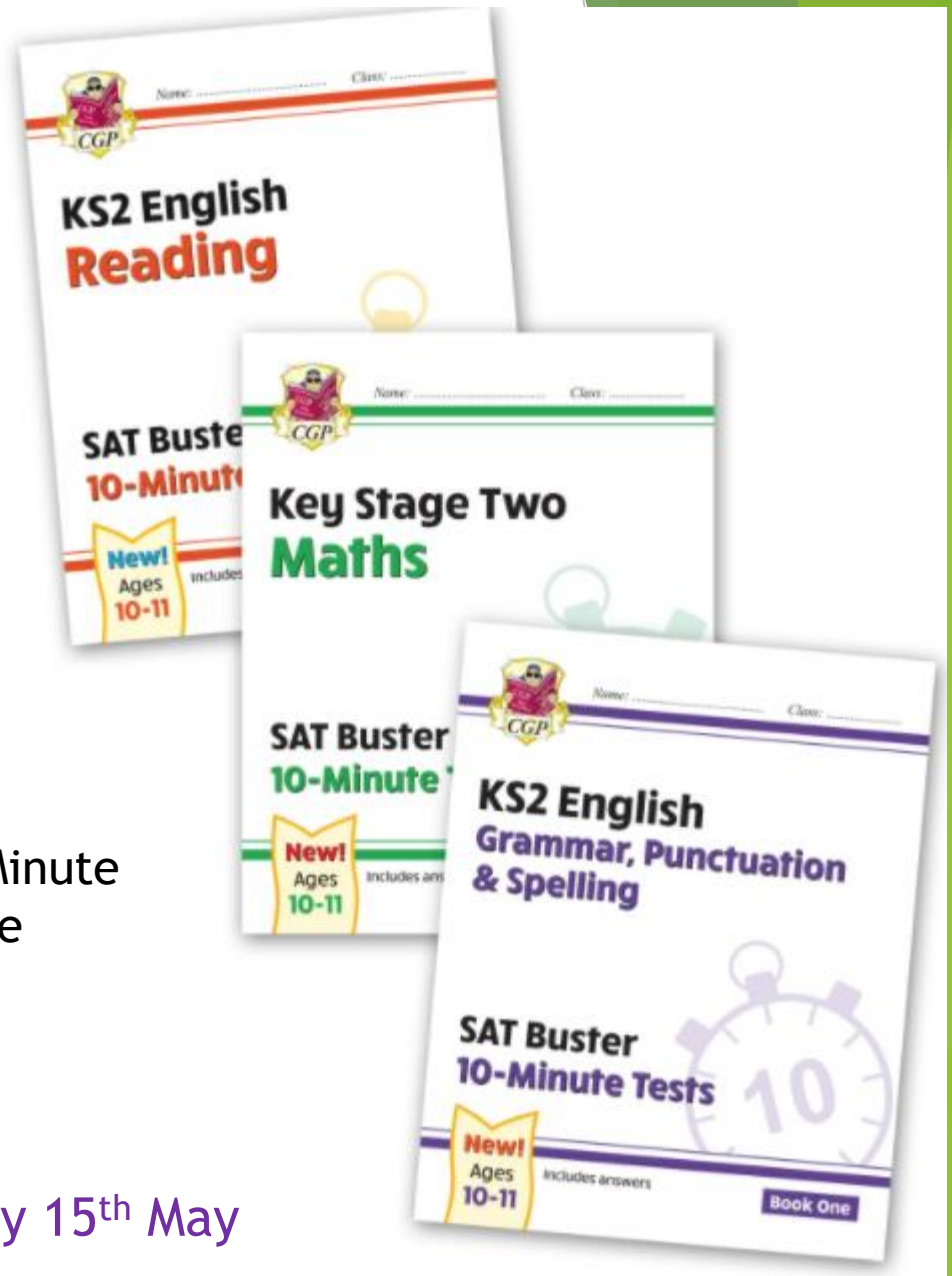 Name: Class:
CGP
KS2 English
Reading
SAT Buste
10-Minut
New!
Ages
10-11
includes
Name: Class:
CGP
Key Stage Two
Maths
SAT Buster
10-Minute
New!
Ages
10-11
Includes ans
Name: Class:
CGP
KS2 English
Grammar, Punctuation
& Spelling
SAT Buster
10-Minute Tests
10
New!
Ages
10-11
Includes answers
Book One
Minute
e
y 15th May